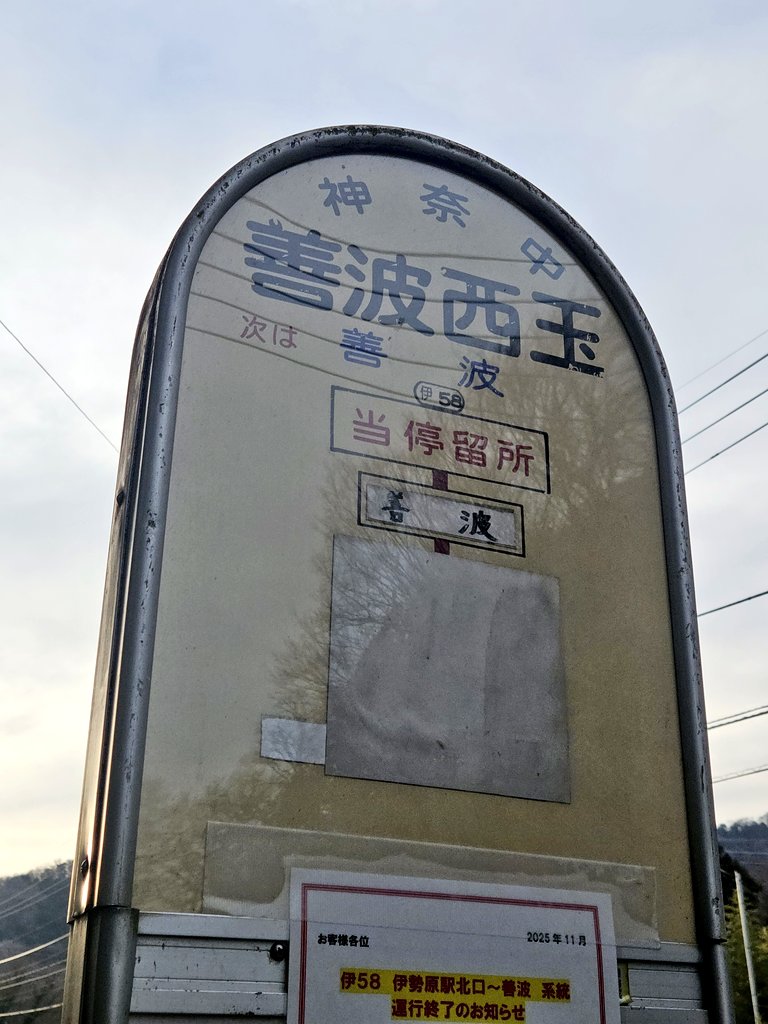 神奈中
善波西玉
次は 善波
伊58
当停留所
善波
お客様各位 2025年11月
伊58 伊勢原駅北口～善波 系統
運行終了のお知らせ